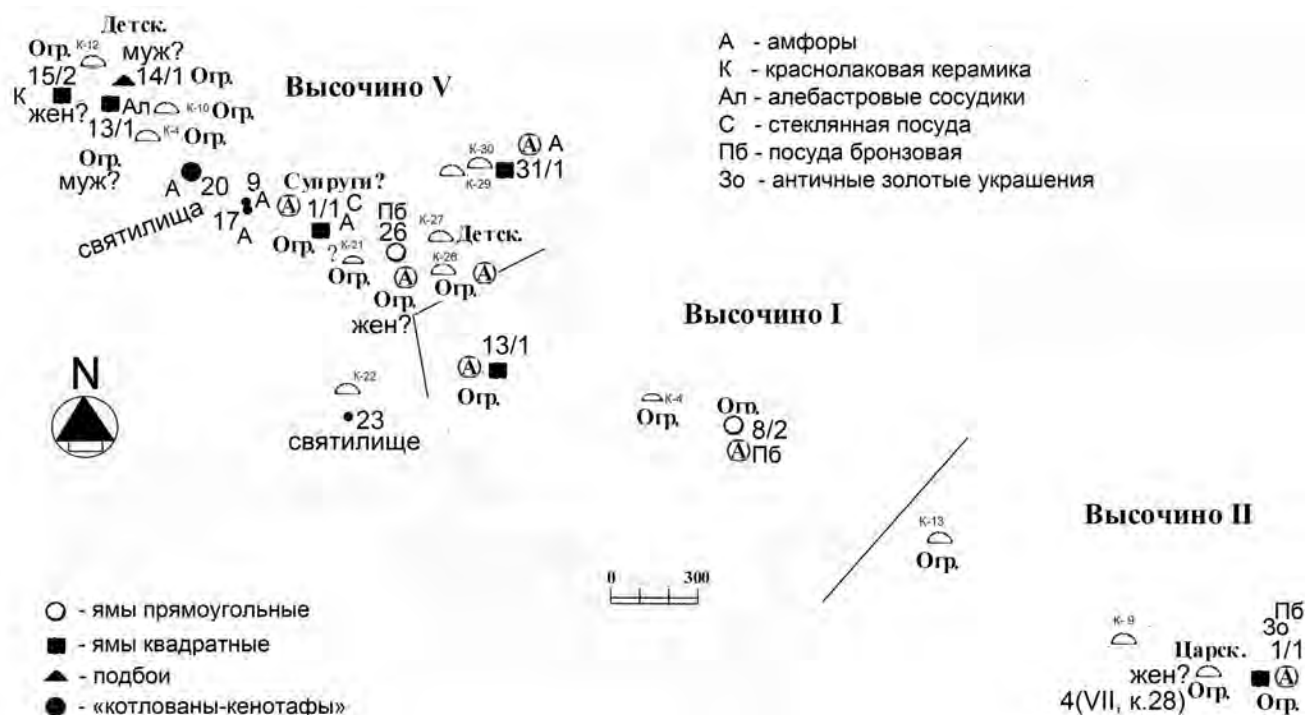 Детск.
Огр. К-12 муж?
15/2 14/1 Огр.
К Ал К-10 Огр.
жен?
13/1 К-4 Огр.
Огр.
муж?
А 20
святилища
9 А
17 А
Высочино V
Супруги?
А 1/1 С
А
Огр.
? К-21
Огр.
Пб
26
А
Огр.
жен?
К-30 А А
К-29 31/1
К-27
Детск.
К-28 А
Огр.
13/1
А
Огр.
К-22
23
святилище
N
А - амфоры
К - краснолаковая керамика
Ал - алебастровые сосудики
С - стеклянная посуда
Пб - посуда бронзовая
Зо - античные золотые украшения
Высочино I
К-4
Огр.
Огр.
8/2
А Пб
К-13
Огр.
0 300
Высочино II
К-9
Пб
Зо
Царск. 1/1
жен? А
4(VII, к.28) Огр. Огр.
- ямы прямоугольные
- ямы квадратные
- подбои
- «котлованы-кенотафы»